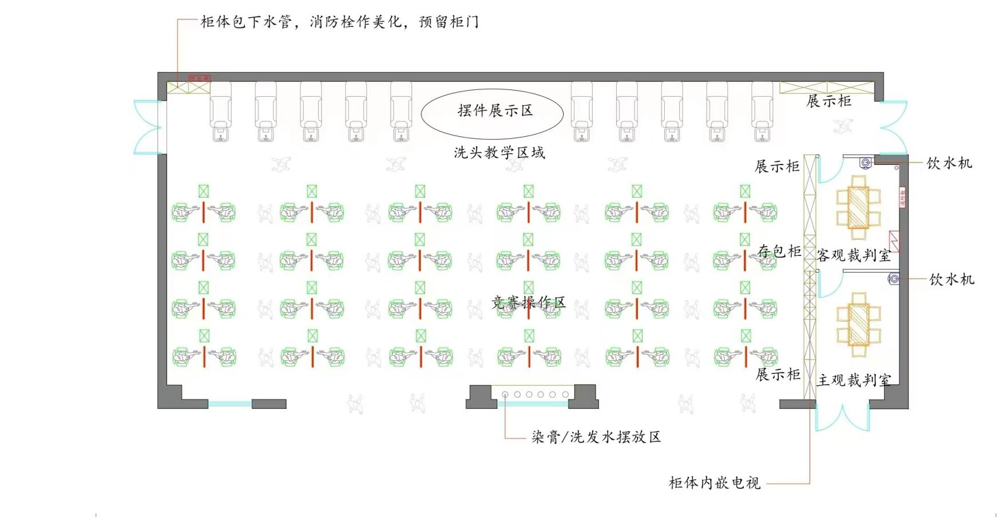 柜体包下水管，消防栓作美化，预留柜门
摆件展示区
展示柜
洗头教学区域
展示柜
饮水机
消防栓
存包柜
客观裁判室
饮水机
竞赛操作区
展示柜
主观裁判室
染膏/洗发水摆放区
柜体内嵌电视